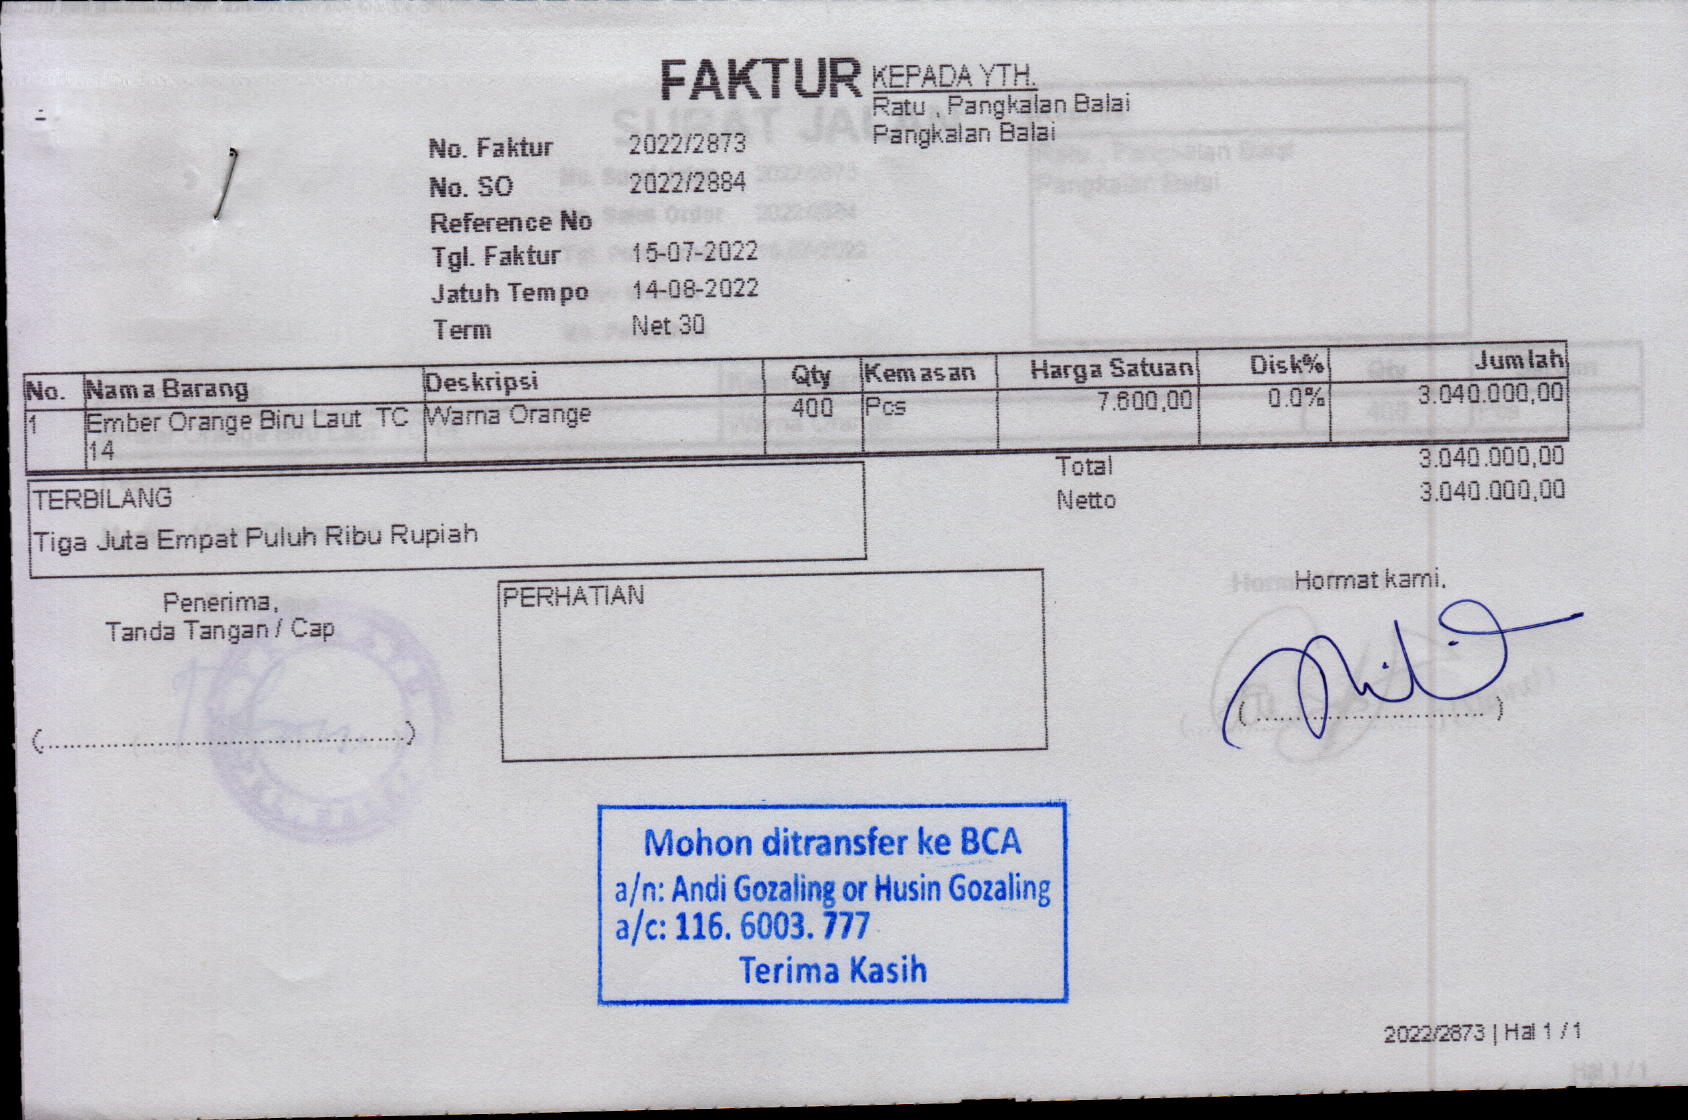 FAKTUR
KEPADA YTH.
Ratu , Pangkalan Balai
Pangkalan Balai
No. Faktur 2022/2873
No. SO 2022/2884
Reference No
Tgl. Faktur 15-07-2022
Jatuh Tempo 14-08-2022
Term Net 30
No. Nama Barang Deskripsi Qty Kemasan Harga Satuan Disk% Jumlah
1 Ember Orange Biru Laut TC Warna Orange 400 Pcs 7.600,00 0.0% 3.040.000,00
14
Total 3.040.000,00
Netto 3.040.000,00
TERBILANG
Tiga Juta Empat Puluh Ribu Rupiah
Penerima,
Tanda Tangan / Cap
(................................................)
PERHATIAN
Hormat kami.
(................................)
Mohon ditransfer ke BCA
a/n: Andi Gozaling or Husin Gozaling
a/c: 116. 6003. 777
Terima Kasih
2022/2873 | Hal 1 / 1